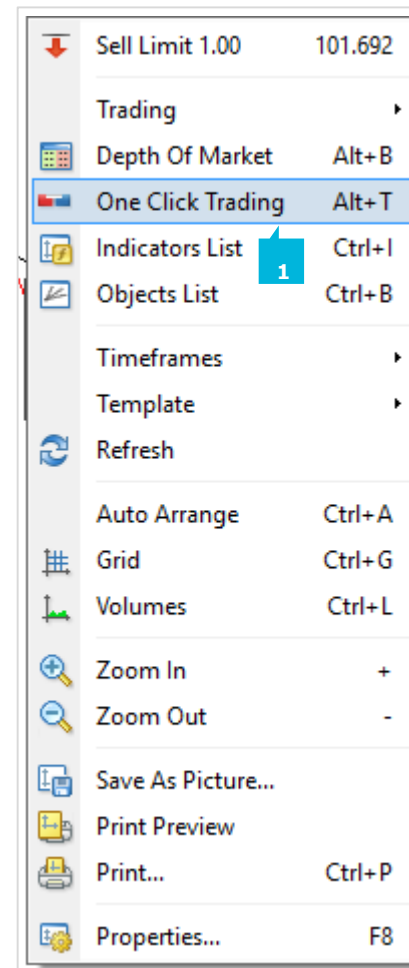 Sell Limit 1.00 101.692
Trading
Depth Of Market Alt+B
One Click Trading Alt+T
Indicators List Ctrl+I
1
Objects List Ctrl+B
Timeframes
Template
Refresh
Auto Arrange Ctrl+A
Grid Ctrl+G
Volumes Ctrl+L
Zoom In +
Zoom Out -
Save As Picture...
Print Preview
Print... Ctrl+P
Properties... F8